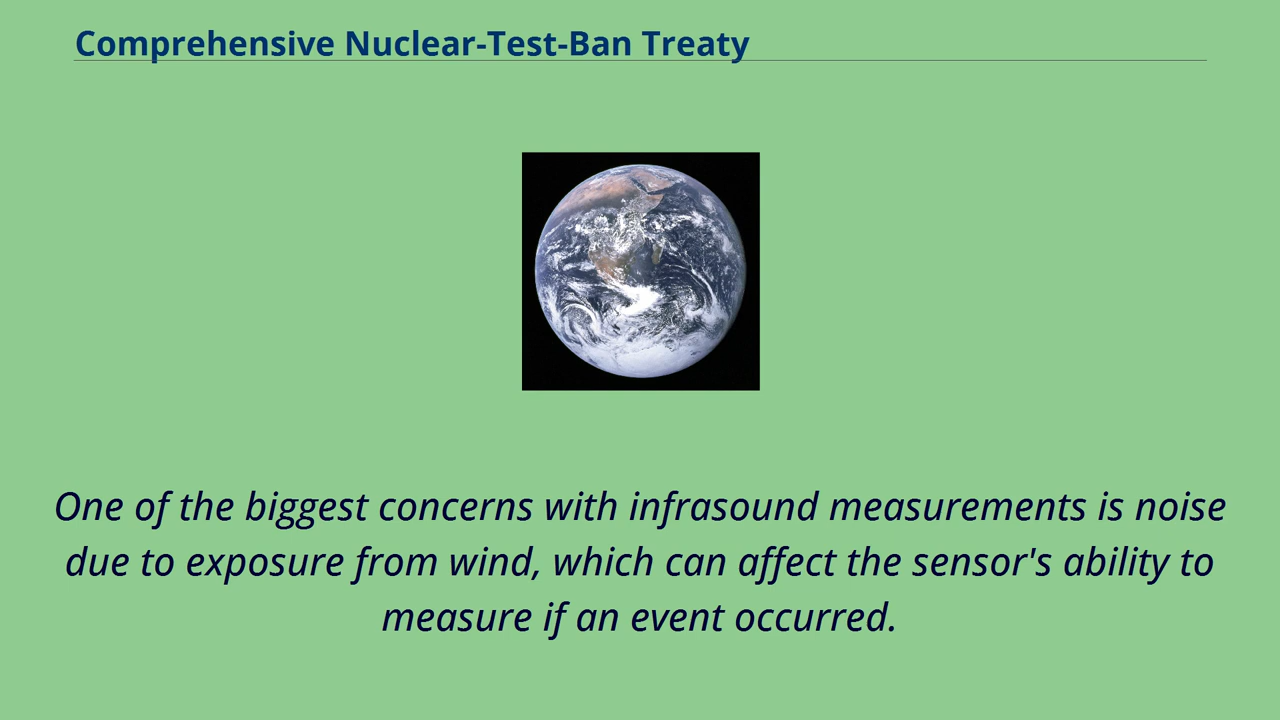 Comprehensive Nuclear-Test-Ban Treaty
One of the biggest concerns with infrasound measurements is noise
due to exposure from wind, which can affect the sensor's ability to
measure if an event occurred.